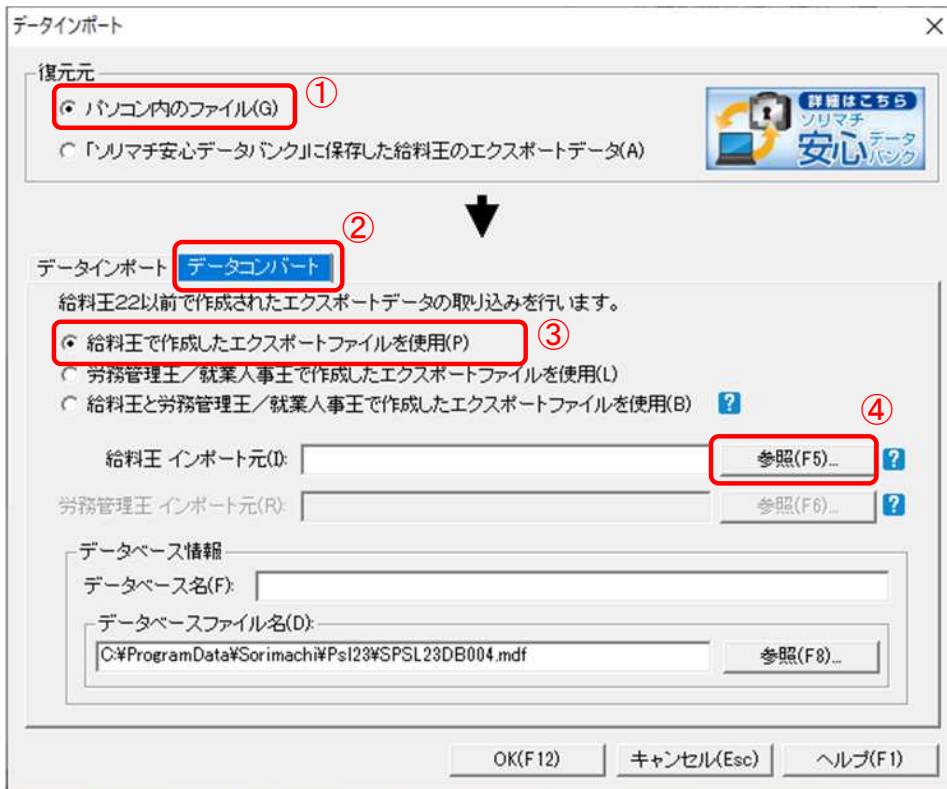 データインポート
復元元
パソコン内のファイル(G)
①
「ソリマチ安心データバンク」に保存した給料王のエクスポートデータ(A)
詳細はこちら
ソリマチ
安心データバンク
②
データインポート データコンバート
給料王22以前で作成されたエクスポートデータの取り込みを行います。
給料王で作成したエクスポートファイルを使用(P)
③
労務管理王/就業人事王で作成したエクスポートファイルを使用(L)
給料王と労務管理王/就業人事王で作成したエクスポートファイルを使用(B) ?
④
給料王 インポート元(I): 参照(F5)... ?
労務管理王 インポート元(R): 参照(F6)... ?
データベース情報
データベース名(F):
データベースファイル名(D):
C:¥ProgramData¥Sorimachi¥Psl23¥SPSL23DB004.mdf 参照(F8)...
OK(F12) キャンセル(Esc) ヘルプ(F1)